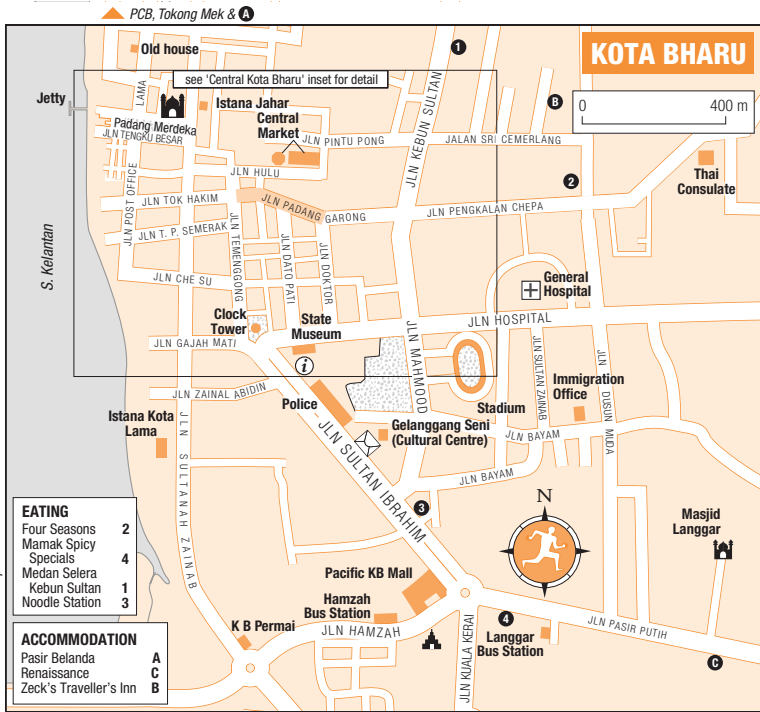 PCB, Tokong Mek & A
KOTA BHARU
0 400 m
Old house
1
see 'Central Kota Bharu' inset for detail
Jetty
LAMA
Istana Jahar
Central
Market
B
Padang Merdeka
JLN TENGKU BESAR
JLN PINTU PONG
JLN KEBUN SULTAN
JALAN SRI CEMERLANG
Thai
Consulate
JLN HULU
2
JLN POST OFFICE
JLN TOK HAKIM
JLN PADANG GARONG
JLN PENGKALAN CHEPA
JLN T. P. SEMERAK
JLN TEMENGGONG
JLN DATO PATI
JLN DOKTOR
S. Kelantan
JLN CHE SU
General
Hospital
Clock
Tower
State
Museum
JLN HOSPITAL
JLN GAJAH MATI
i
JLN MAHMOOD
JLN SULTAN ZAINAB
JLN DUSUN MUDA
JLN ZAINAL ABIDIN
Police
Stadium
Immigration
Office
Istana Kota
Lama
Gelanggang Seni
(Cultural Centre)
JLN BAYAM
JLN SULTANAH ZAINAB
JLN SULTAN IBRAHIM
JLN BAYAM
3
N
Masjid
Langgar
EATING
Four Seasons 2
Mamak Spicy
Specials 4
Medan Selera
Kebun Sultan 1
Noodle Station 3
Pacific KB Mall
Hamzah
Bus Station
K B Permai
JLN HAMZAH
4
Langgar
Bus Station
JLN PASIR PUTIH
JLN KUALA KERAI
C
ACCOMMODATION
Pasir Belanda A
Renaissance C
Zeck's Traveller's Inn B